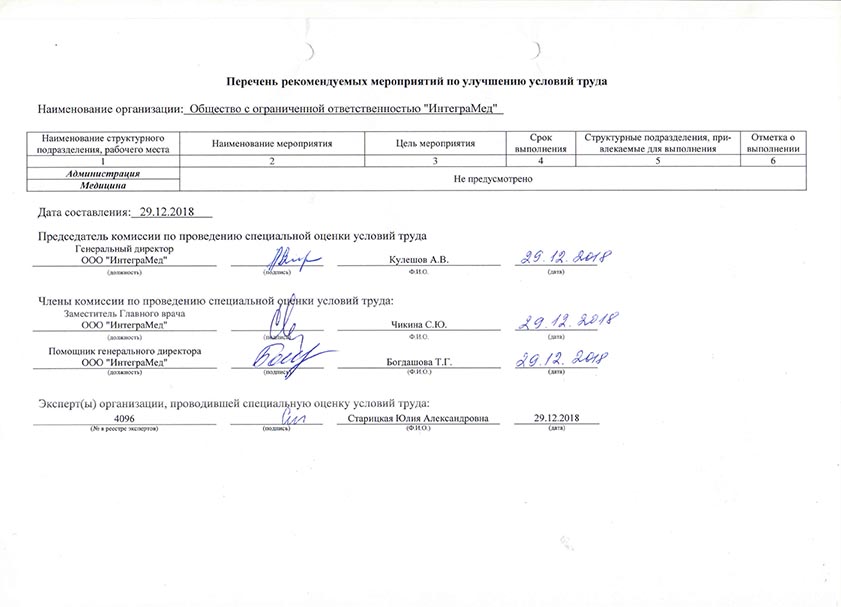 Перечень рекомендуемых мероприятий по улучшению условий труда
Наименование организации: Общество с ограниченной ответственностью "ИнтеграМед"
Наименование структурного подразделения, рабочего места Наименование мероприятия Цель мероприятия Срок выполнения Структурные подразделения, при-влекаемые для выполнения Отметка о выполнении
1 2 3 4 5 6
Администрация
Не предусмотрено
Медицина
Дата составления: 29.12.2018
Председатель комиссии по проведению специальной оценки условий труда
Генеральный директор
ООО "ИнтеграМед" Кулешов А.В. 29.12.2018
(должность) (подпись) Ф.И.О. (дата)
Члены комиссии по проведению специальной оценки условий труда:
Заместитель Главного врача
ООО "ИнтеграМед" Чикина С.Ю. 29.12.2018
(должность) (подпись) Ф.И.О. (дата)
Помощник генерального директора
ООО "ИнтеграМед" Богдашова Т.Г. 29.12.2018
(должность) (подпись) (Ф.И.О.) (дата)
Эксперт(ы) организации, проводившей специальную оценку условий труда:
4096 Старицкая Юлия Александровна 29.12.2018
(№ в реестре экспертов) (подпись) (Ф.И.О.) (дата)